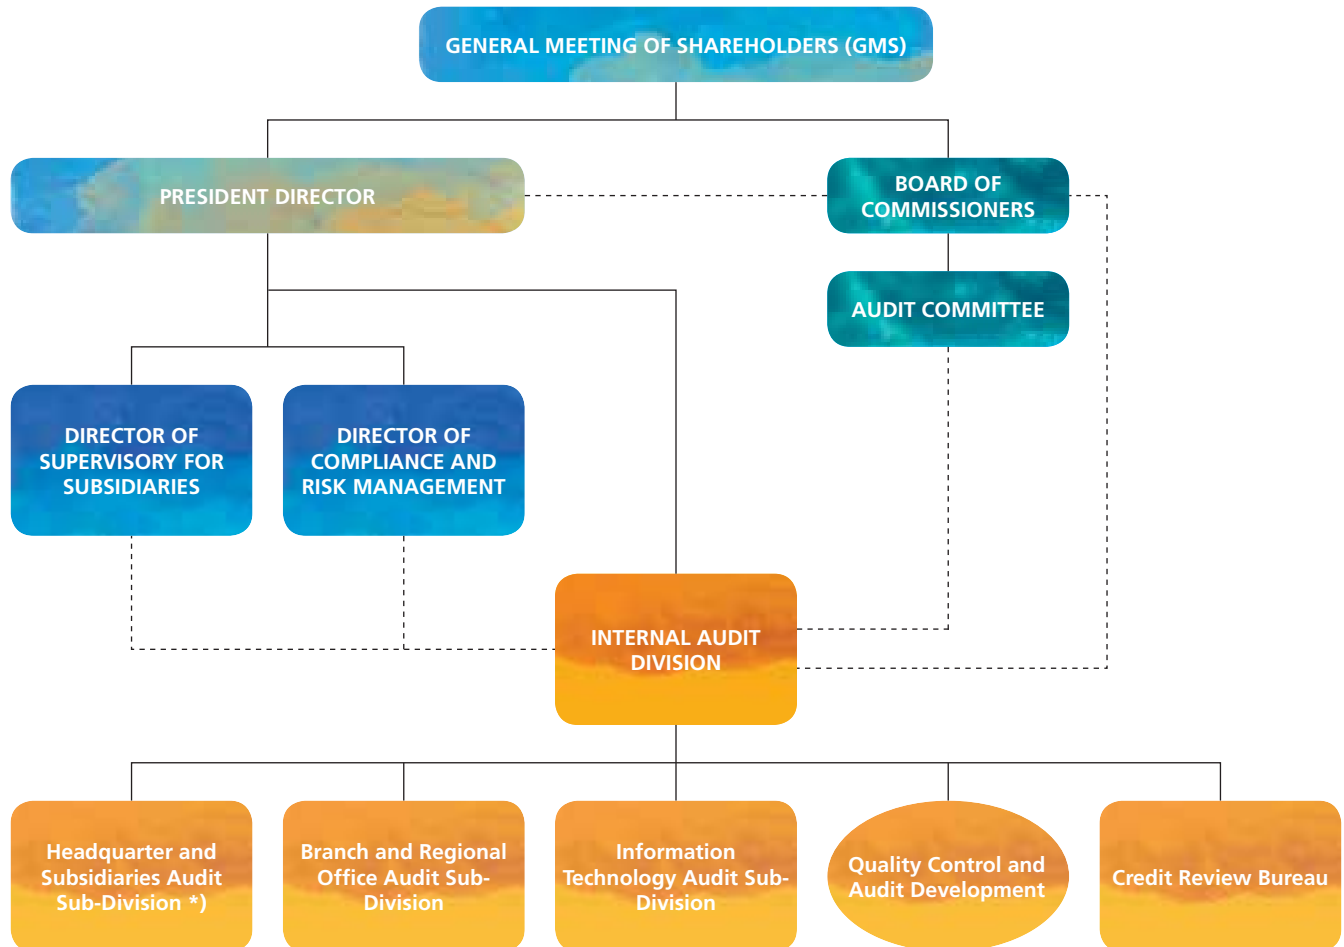 GENERAL MEETING OF SHAREHOLDERS (GMS)
PRESIDENT DIRECTOR
BOARD OF
COMMISSIONERS
AUDIT COMMITTEE
DIRECTOR OF
SUPERVISORY FOR
SUBSIDIARIES
DIRECTOR OF
COMPLIANCE AND
RISK MANAGEMENT
INTERNAL AUDIT
DIVISION
Headquarter and
Subsidiaries Audit
Sub-Division *)
Branch and Regional
Office Audit Sub-
Division
Information
Technology Audit Sub-
Division
Quality Control and
Audit Development
Credit Review Bureau